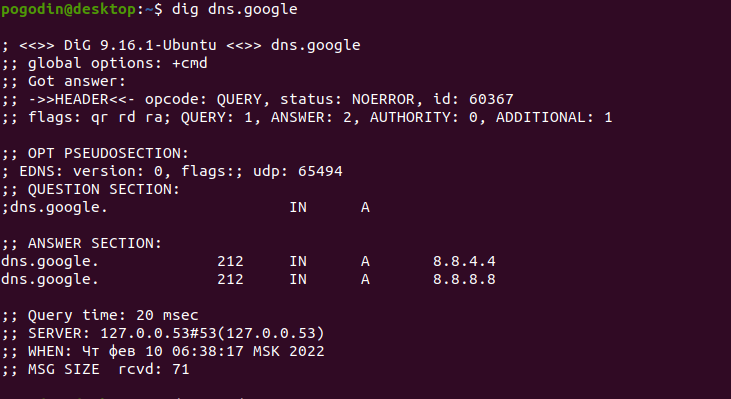 pogodin@desktop:~$ dig dns.google

; <<>> DiG 9.16.1-Ubuntu <<>> dns.google
;; global options: +cmd
;; Got answer:
;; ->>HEADER<<- opcode: QUERY, status: NOERROR, id: 60367
;; flags: qr rd ra; QUERY: 1, ANSWER: 2, AUTHORITY: 0, ADDITIONAL: 1

;; OPT PSEUDOSECTION:
; EDNS: version: 0, flags:; udp: 65494
;; QUESTION SECTION:
;dns.google.                    IN      A

;; ANSWER SECTION:
dns.google.             212     IN      A       8.8.4.4
dns.google.             212     IN      A       8.8.8.8

;; Query time: 20 msec
;; SERVER: 127.0.0.53#53(127.0.0.53)
;; WHEN: Чт фев 10 06:38:17 MSK 2022
;; MSG SIZE  rcvd: 71